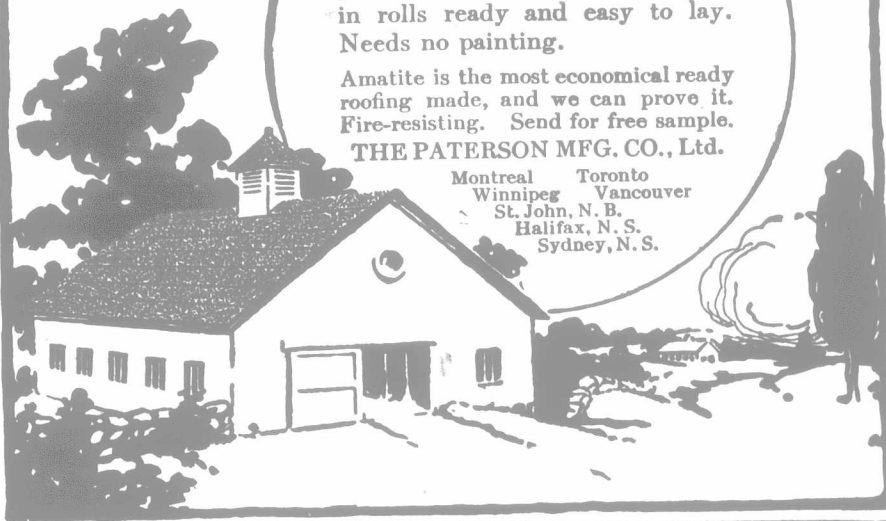 in rolls ready and easy to lay.
Needs no painting.
Amatite is the most economical ready
roofing made, and we can prove it.
Fire-resisting. Send for free sample.
THE PATERSON MFG. CO., Ltd.
Montreal Toronto
Winnipeg Vancouver
St. John, N. B.
Halifax, N. S.
Sydney, N. S.